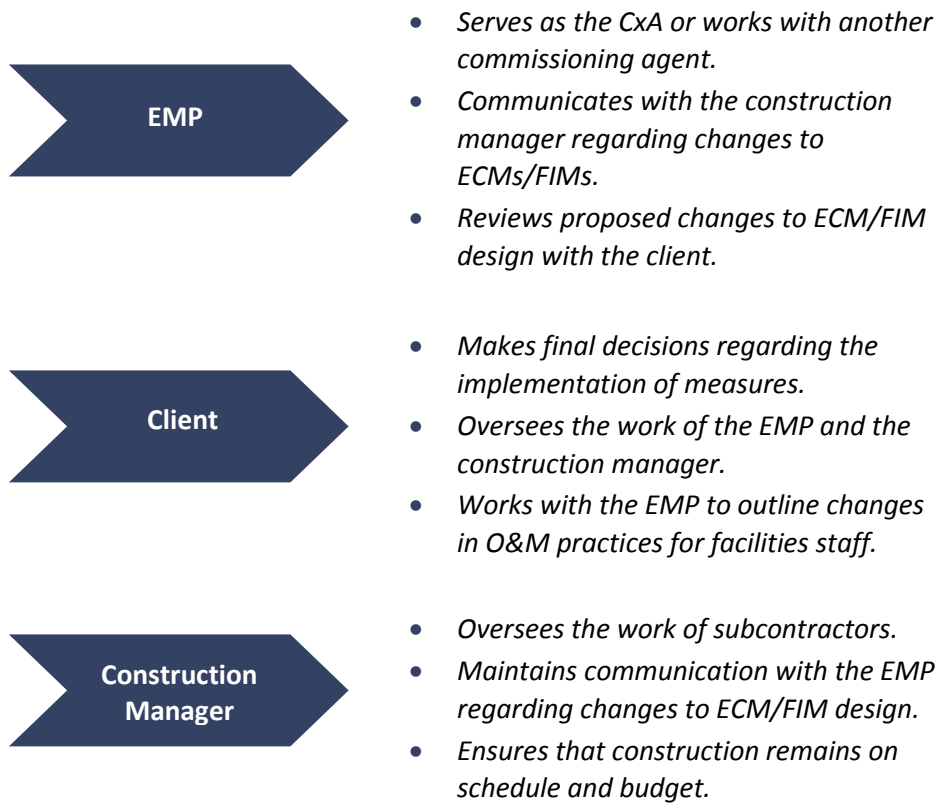 EMP
• Serves as the CxA or works with another
commissioning agent.
• Communicates with the construction
manager regarding changes to
ECMs/FIMs.
• Reviews proposed changes to ECM/FIM
design with the client.
Client
• Makes final decisions regarding the
implementation of measures.
• Oversees the work of the EMP and the
construction manager.
• Works with the EMP to outline changes
in O&M practices for facilities staff.
Construction
Manager
• Oversees the work of subcontractors.
• Maintains communication with the EMP
regarding changes to ECM/FIM design.
• Ensures that construction remains on
schedule and budget.